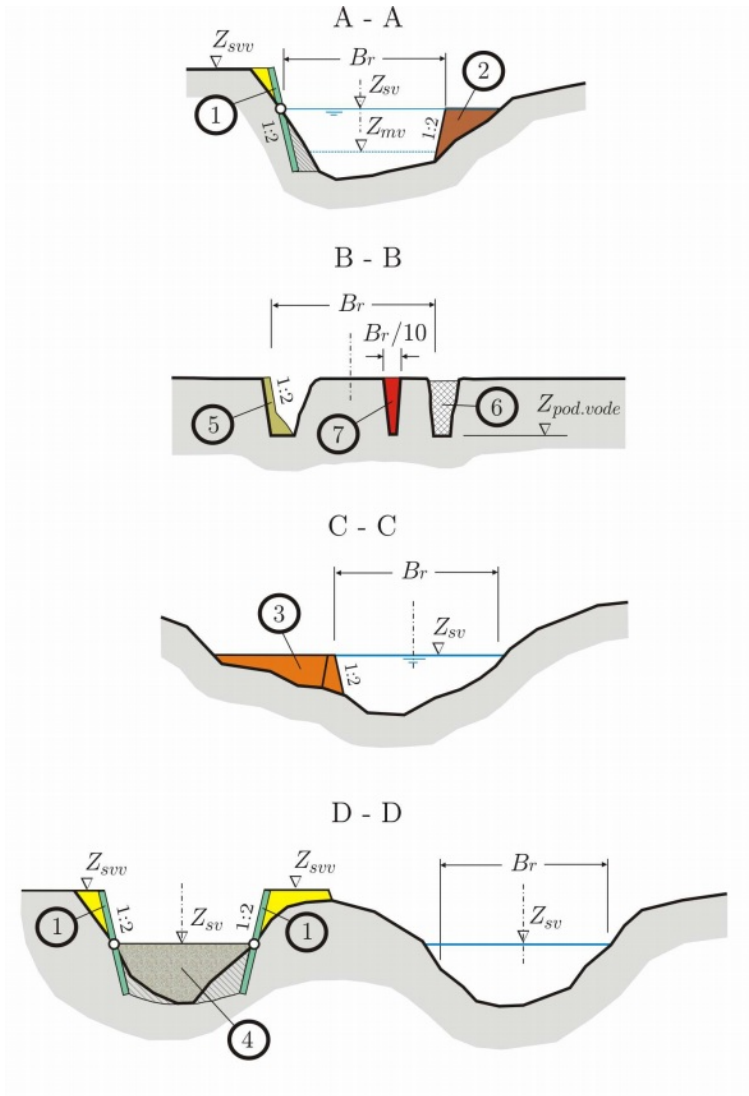 A - A
Z_svv
B_r
2
Z_sv
1
Z_mv
1:2
1:2
B - B
B_r
B_r/10
1:2
5
7
6
Z_pod.vode
C - C
B_r
3
Z_sv
1:2
D - D
Z_svv
Z_svv
B_r
1
1:2
Z_sv
1:2
1
Z_sv
4